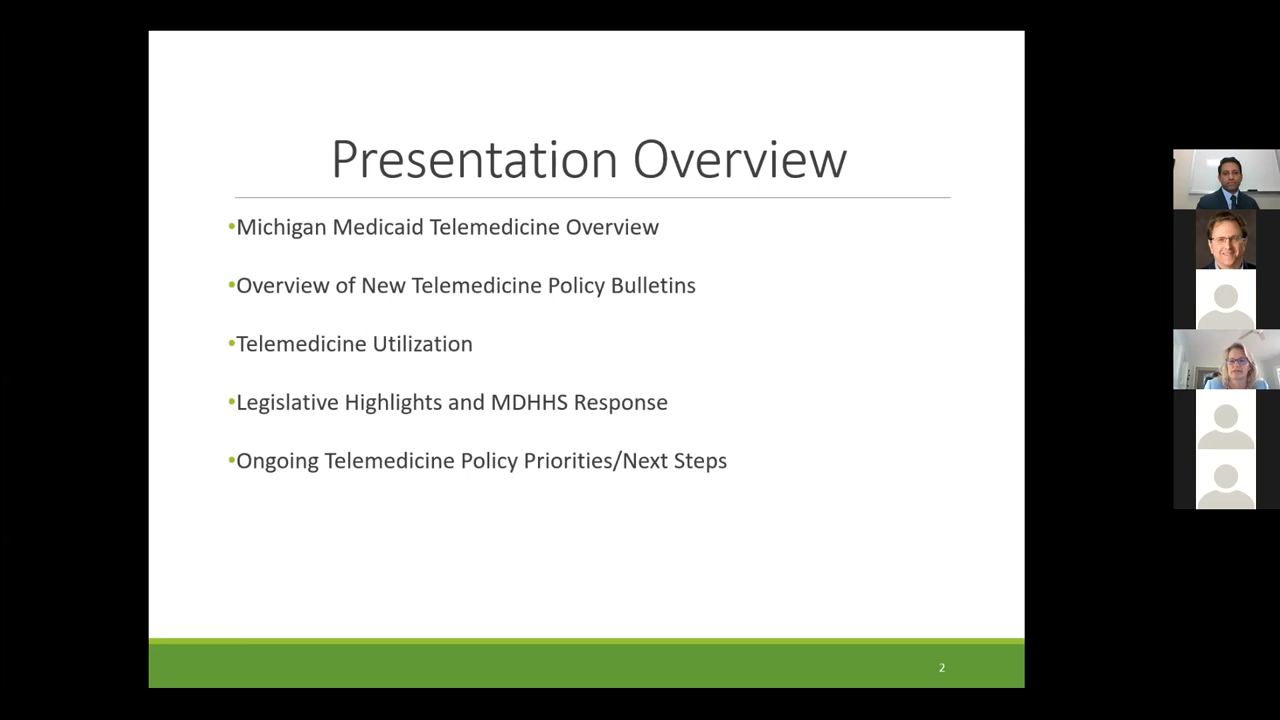 Presentation Overview
•Michigan Medicaid Telemedicine Overview
•Overview of New Telemedicine Policy Bulletins
•Telemedicine Utilization
•Legislative Highlights and MDHHS Response
•Ongoing Telemedicine Policy Priorities/Next Steps
2